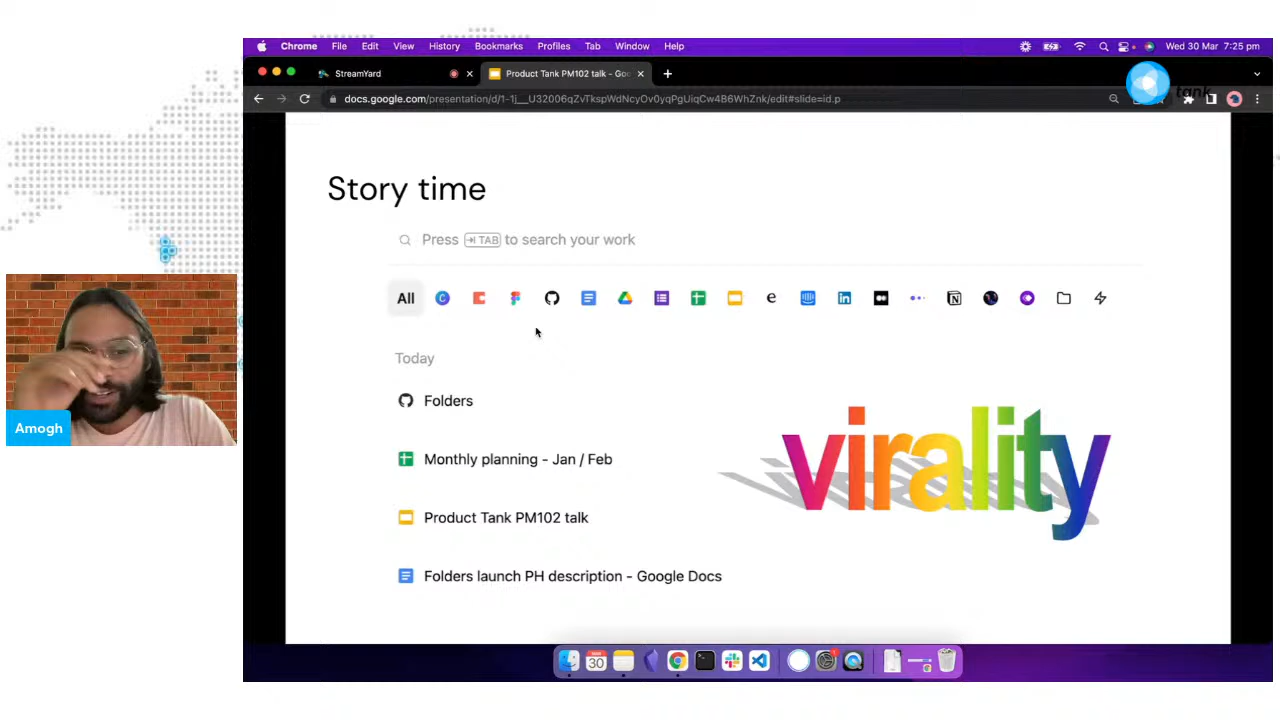 Chrome File Edit View History Bookmarks Profiles Tab Window Help Wed 30 Mar 7:25 pm
StreamYard Product Tank PM102 talk - Goo
docs.google.com/presentation/d/1-1j__U32006qZvTkspWdNcyOv0yqPgUiqCw4B6WhZnk/edit#slide=id.p
tank
Story time
Press TAB to search your work
All
Today
Folders
Monthly planning - Jan / Feb
Product Tank PM102 talk
Folders launch PH description - Google Docs
virality
Amogh
30